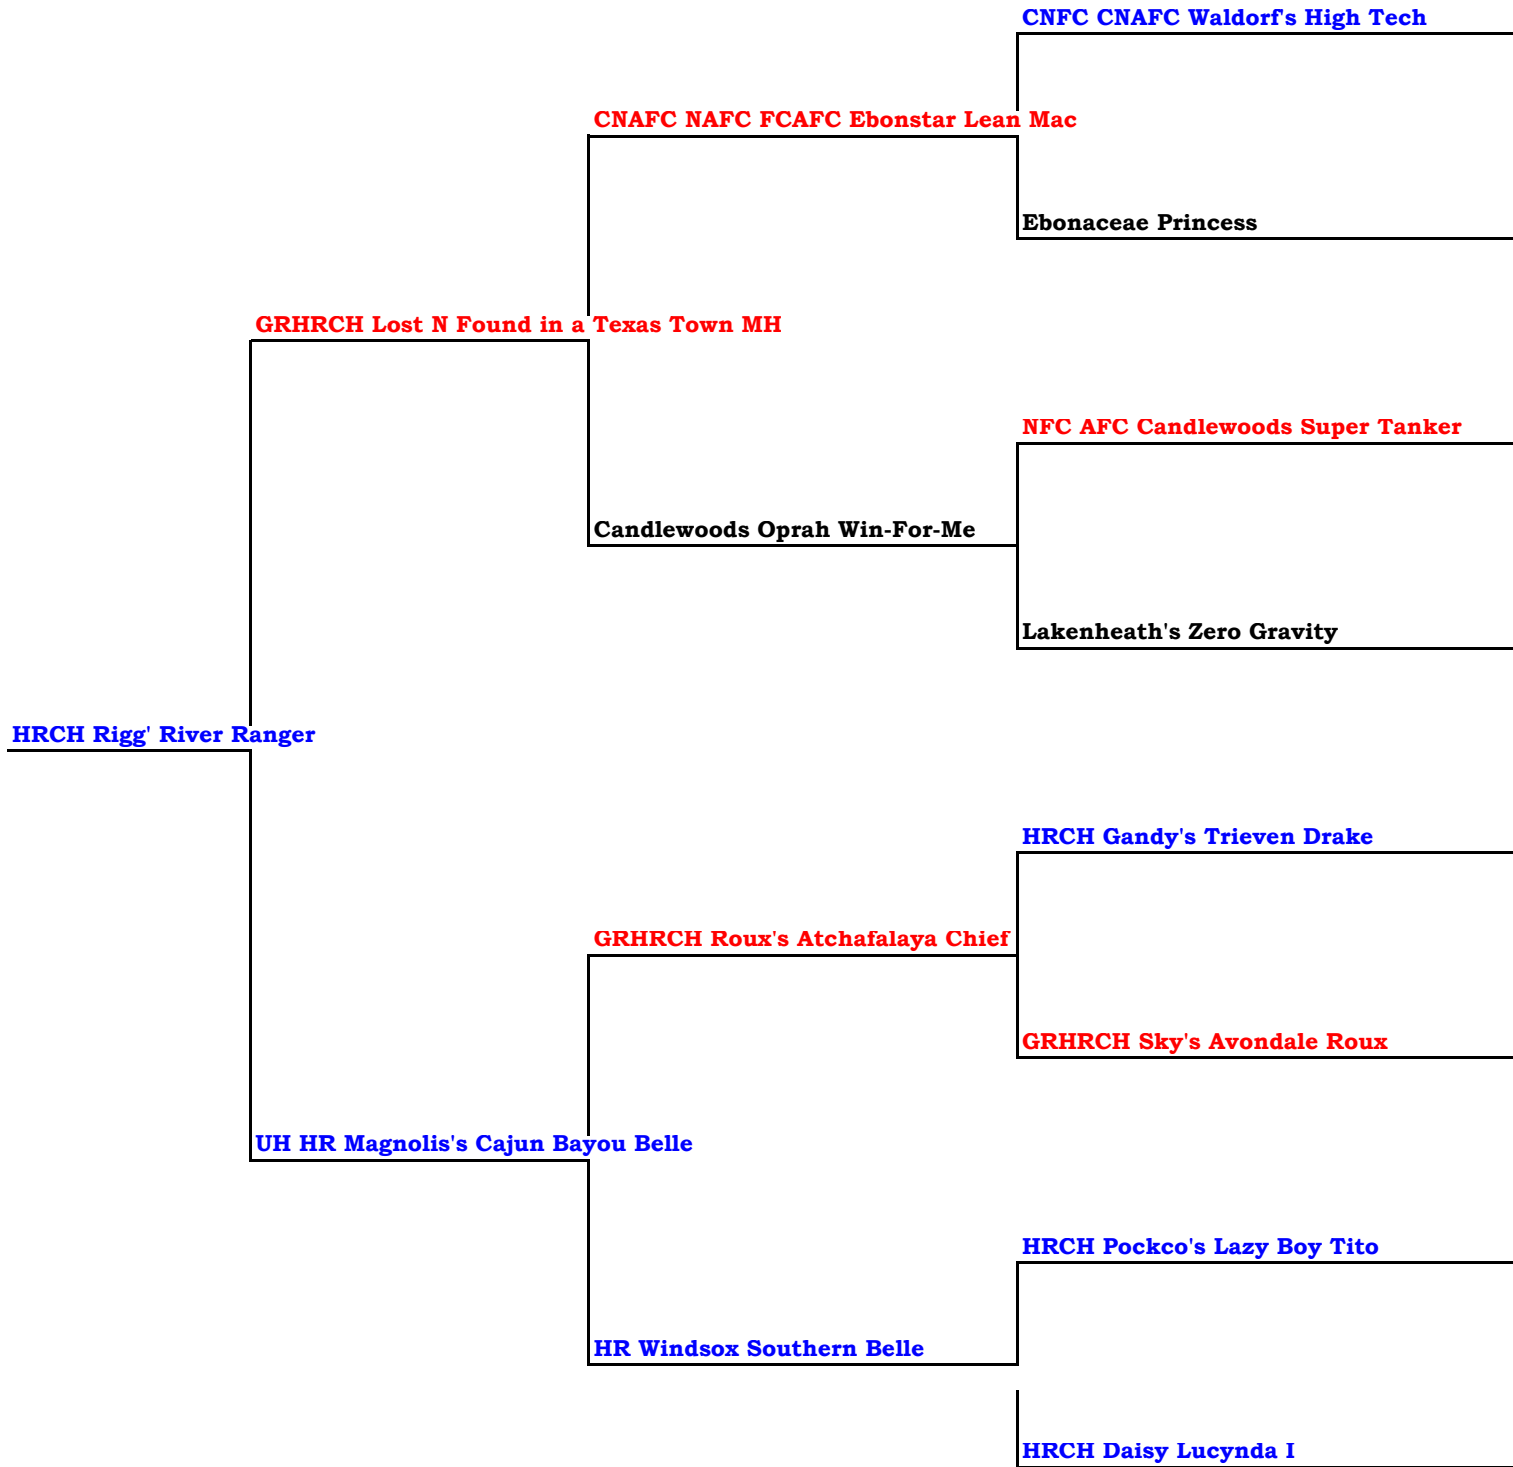 CNFC CNAFC Waldorf's High Tech
CNAFC NAFC FCAFC Ebonstar Lean Mac
Ebonaceae Princess
GRHRCH Lost N Found in a Texas Town MH
NFC AFC Candlewoods Super Tanker
Candlewoods Oprah Win-For-Me
Lakenheath's Zero Gravity
HRCH Rigg' River Ranger
HRCH Gandy's Trieven Drake
GRHRCH Roux's Atchafalaya Chief
GRHRCH Sky's Avondale Roux
UH HR Magnolis's Cajun Bayou Belle
HRCH Pockco's Lazy Boy Tito
HR Windsox Southern Belle
HRCH Daisy Lucynda I